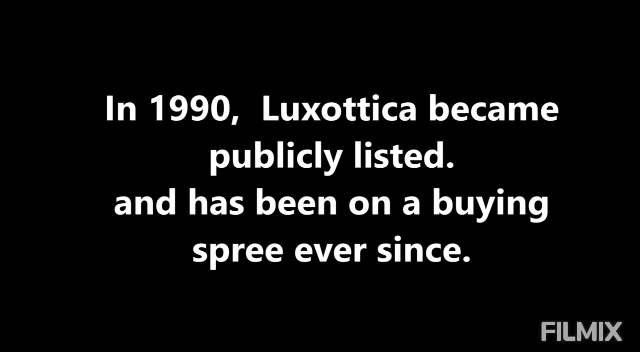 In 1990, Luxottica became
publicly listed.
and has been on a buying
spree ever since.
FILMIX